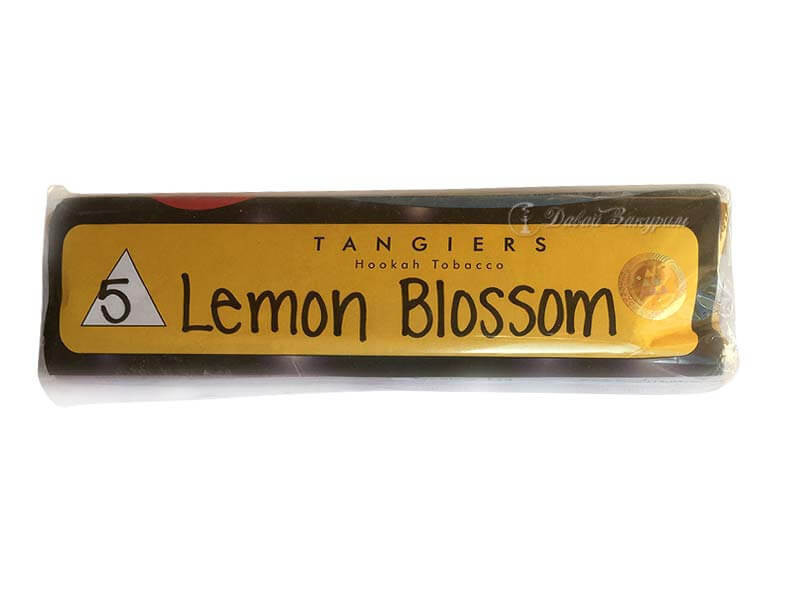 Давай Закурим
TANGIERS
Hookah Tobacco
5
Lemon Blossom